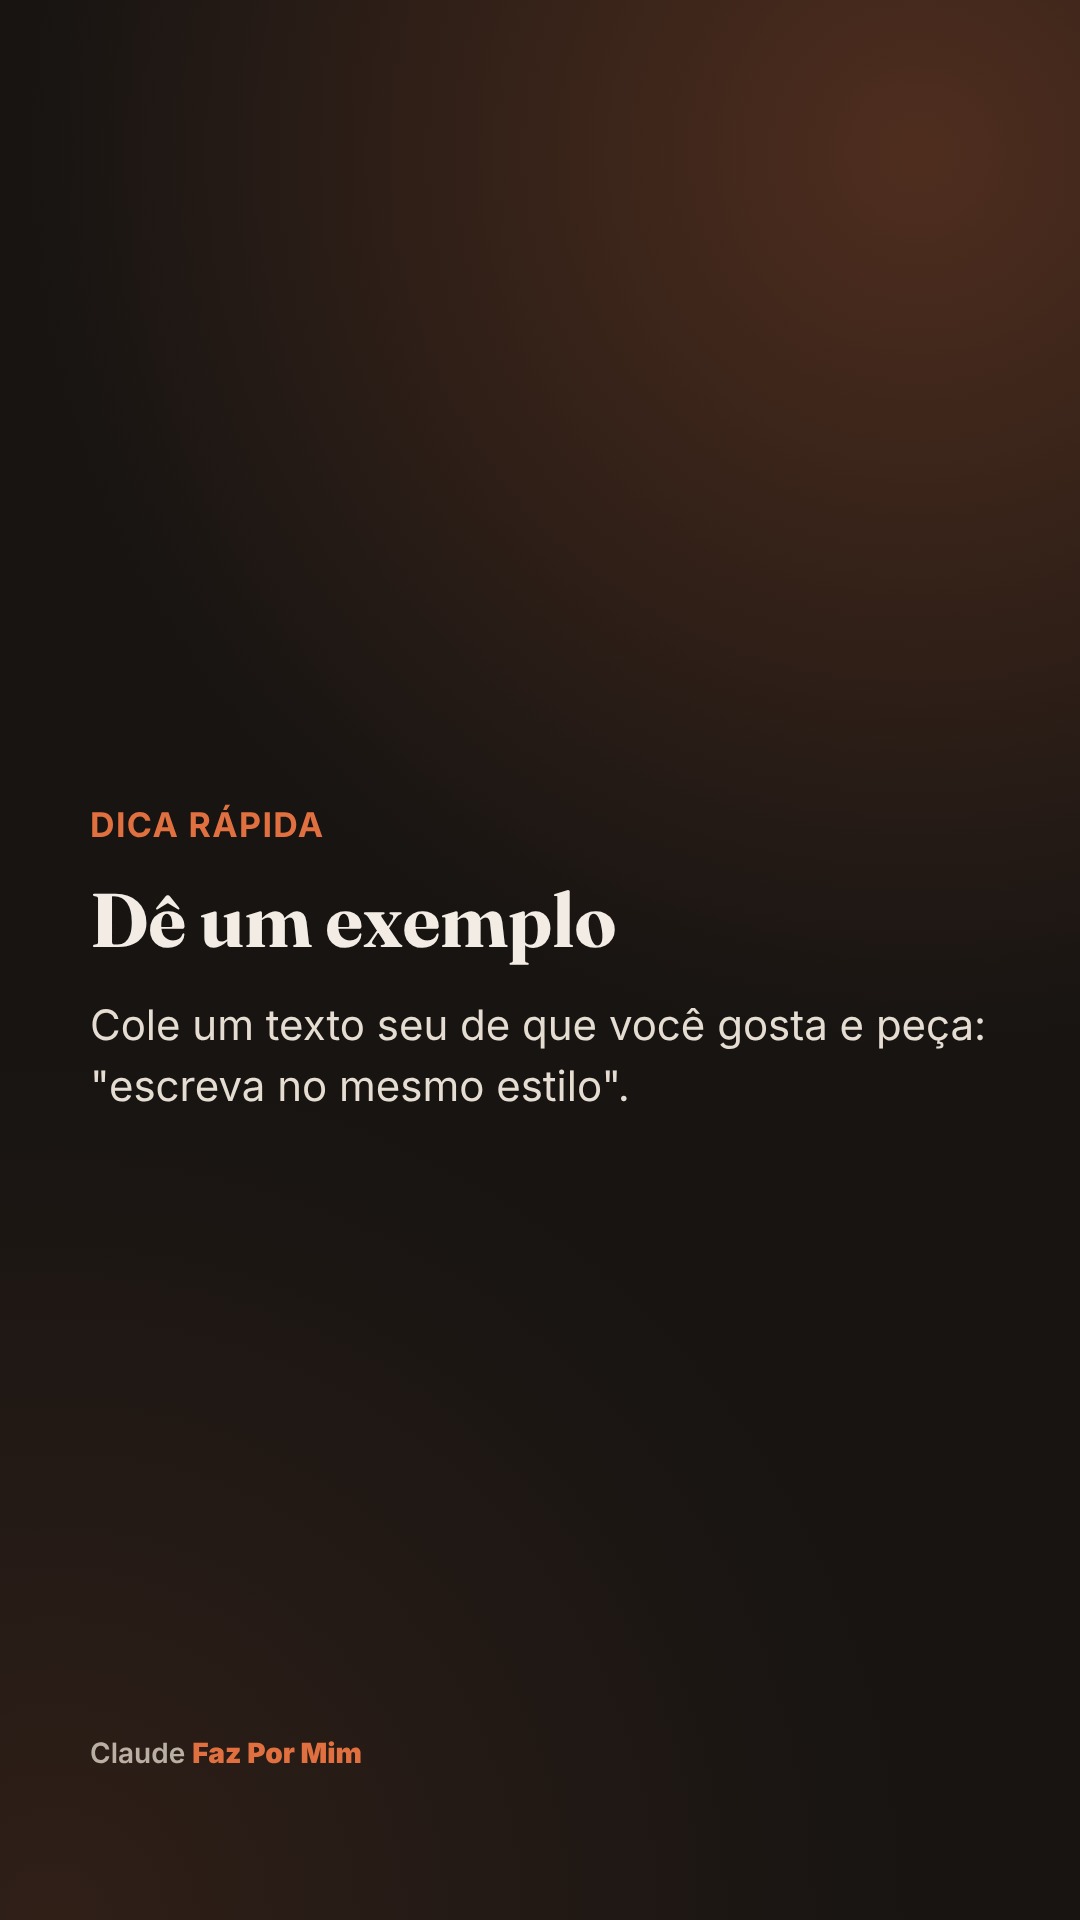 DICA RÁPIDA
Dê um exemplo
Cole um texto seu de que você gosta e peça:
"escreva no mesmo estilo".
Claude Faz Por Mim